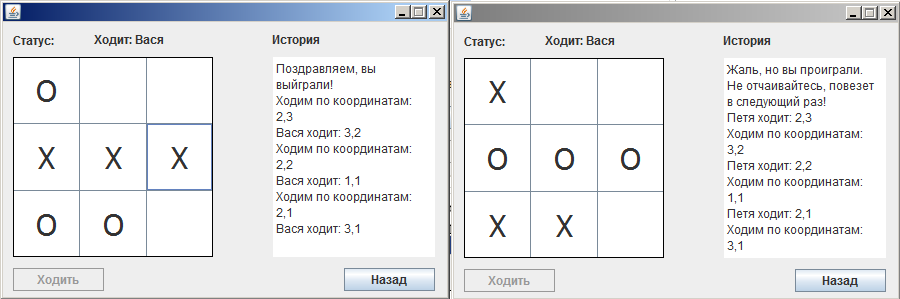 Статус: Ходит: Вася
История
O
X X X
O O
Поздравляем, вы
выйграли!
Ходим по координатам:
2,3
Вася ходит: 3,2
Ходим по координатам:
2,2
Вася ходит: 1,1
Ходим по координатам:
2,1
Вася ходит: 3,1
Ходить
Назад
Статус: Ходит: Вася
История
X
O O O
X X
Жаль, но вы проиграли.
Не отчаивайтесь, повезет
в следующий раз!
Петя ходит: 2,3
Ходим по координатам:
3,2
Петя ходит: 2,2
Ходим по координатам:
1,1
Петя ходит: 2,1
Ходим по координатам:
3,1
Ходить
Назад